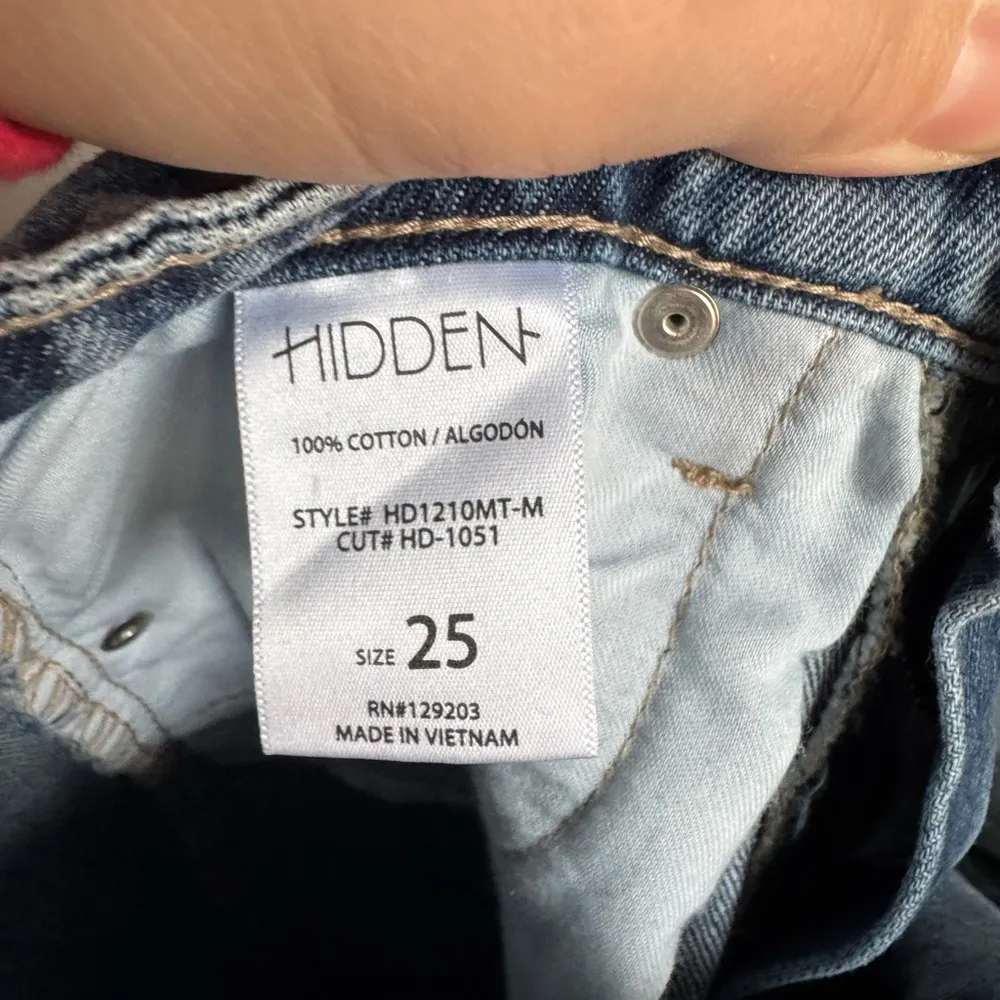 HIDDEN
100% COTTON / ALGODÓN
STYLE# HD1210MT-M
CUT# HD-1051
SIZE 25
RN#129203
MADE IN VIETNAM